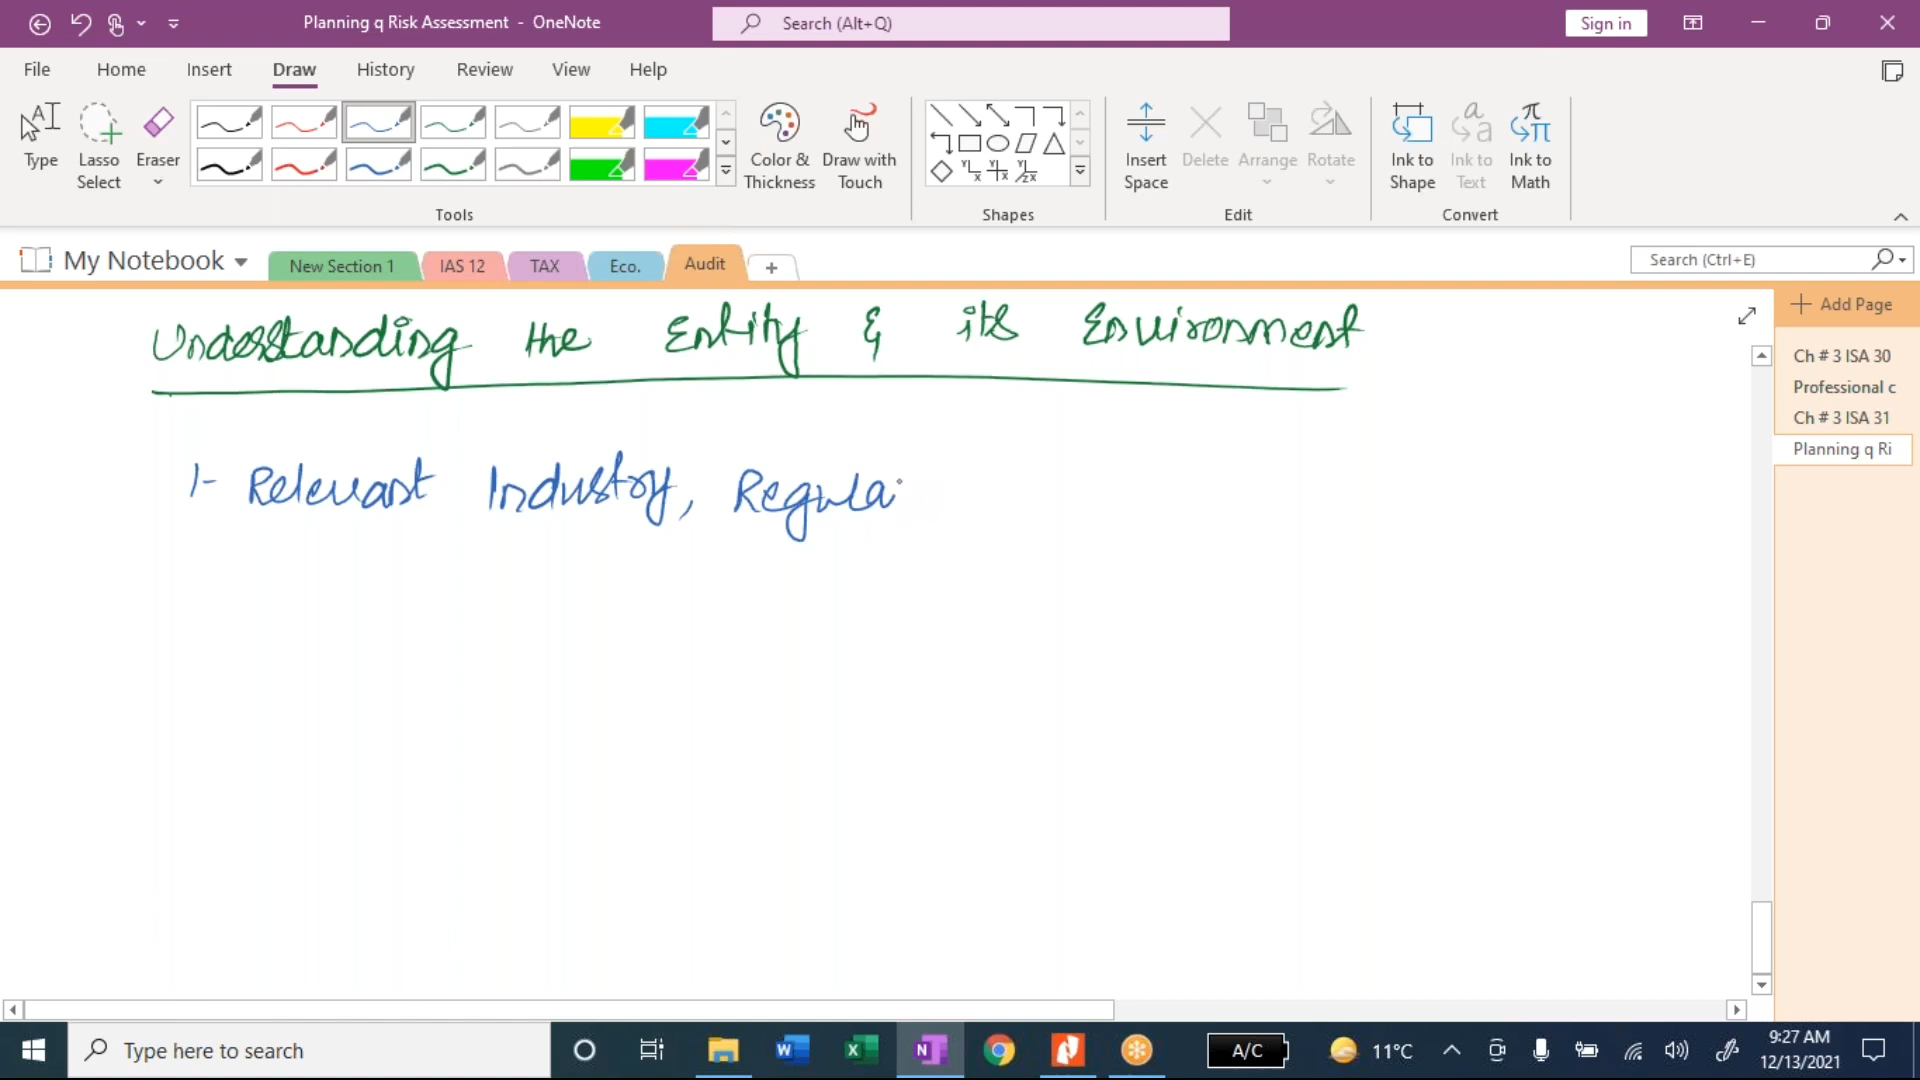 Planning q Risk Assessment - OneNote
Search (Alt+Q)
Sign in
File Home Insert Draw History Review View Help
Type
Lasso Select
Eraser
Color & Thickness
Draw with Touch
Insert Space
Delete
Arrange
Rotate
Ink to Shape
Ink to Text
Ink to Math
Tools Shapes Edit Convert
My Notebook
New Section 1
IAS 12
TAX
Eco.
Audit
Search (Ctrl+E)
Add Page
Ch # 3 ISA 30
Professional c
Ch # 3 ISA 31
Planning q Ri
Understanding the Entity & its Environment
1- Relevant Industry, Regula
Type here to search
A/C
11°C
9:27 AM
12/13/2021